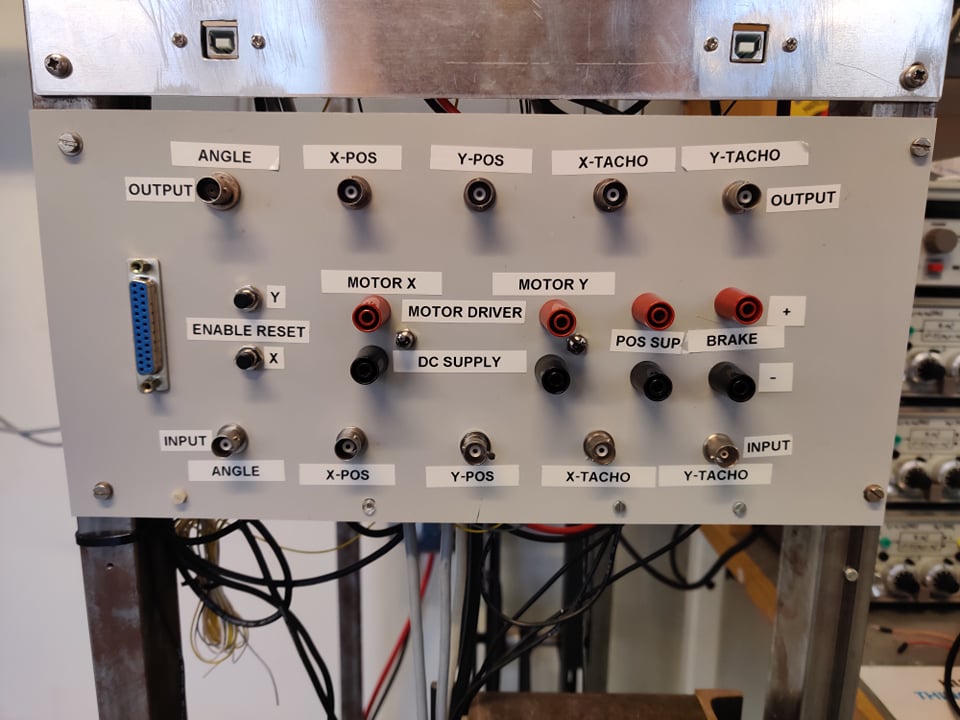 ANGLE
X-POS
Y-POS
X-TACHO
Y-TACHO
OUTPUT
OUTPUT
MOTOR X
MOTOR Y
Y
MOTOR DRIVER
+
ENABLE RESET
POS SUP
BRAKE
X
DC SUPPLY
-
INPUT
INPUT
ANGLE
X-POS
Y-POS
X-TACHO
Y-TACHO